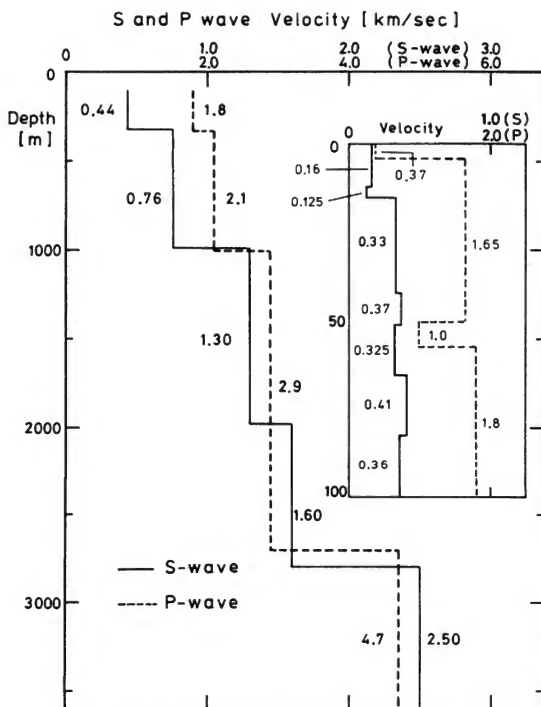 S and P wave Velocity [km/sec]
0 1.0 2.0 (S-wave) 3.0
2.0 4.0 (P-wave) 6.0
0
Depth
[m]
0.44
1.8
0.76
2.1
1000
1.30
2.9
2000
1.60
S-wave
P-wave
3000
4.7
2.50
Velocity
0
1.0 (S)
2.0 (P)
0
0.16
0.37
0.125
0.33
1.65
0.37
50
1.0
0.325
0.41
1.8
0.36
100